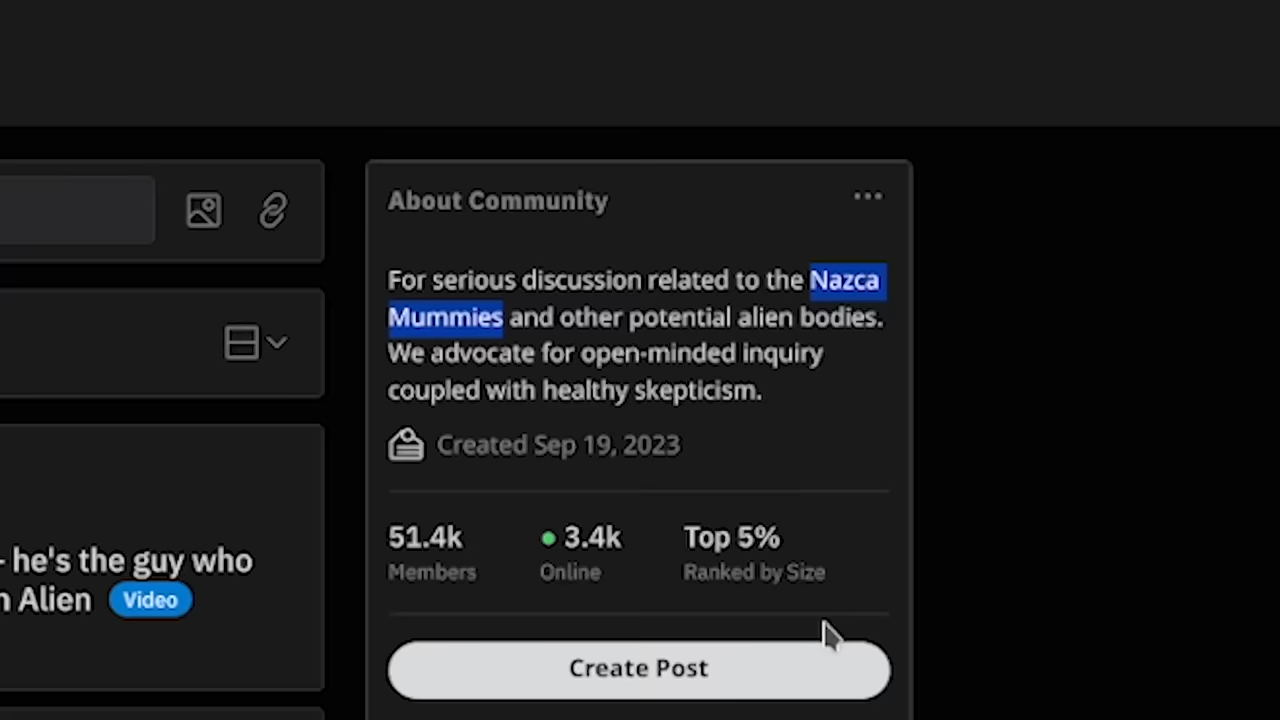 About Community
For serious discussion related to the Nazca
Mummies and other potential alien bodies.
We advocate for open-minded inquiry
coupled with healthy skepticism.
Created Sep 19, 2023
51.4k 3.4k Top 5%
Members Online Ranked by Size
- he's the guy who
n Alien Video
Create Post